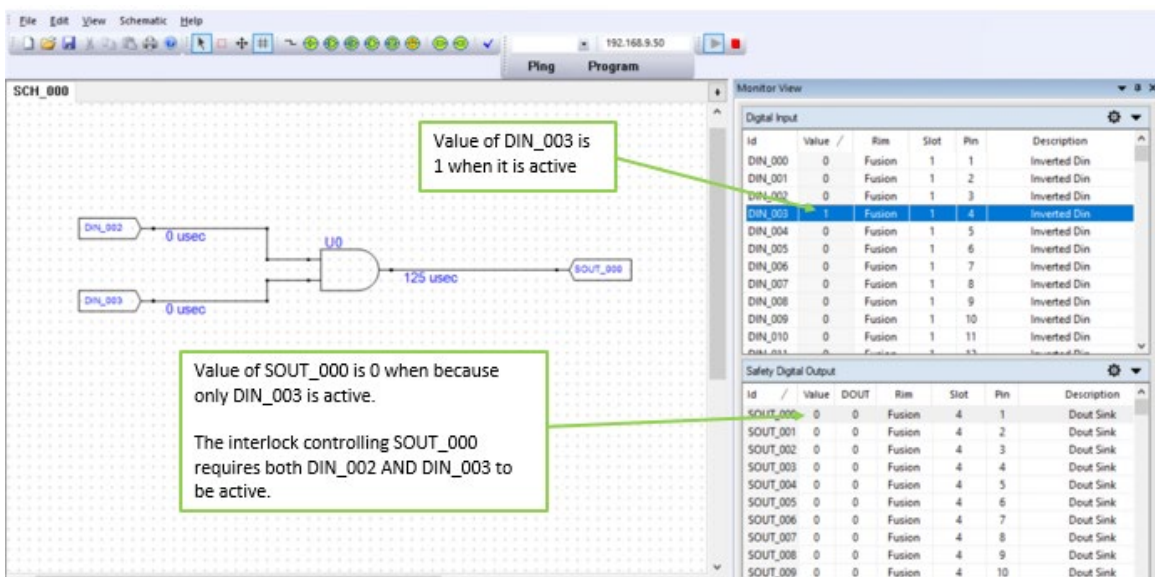 File Edit View Schematic Help
192.168.9.50
Ping Program
SCH_000
Monitor View
Digital Input
Id Value / Rim Slot Pin Description
DIN_000 0 Fusion 1 1 Inverted Din
DIN_001 0 Fusion 1 2 Inverted Din
DIN_002 0 Fusion 1 3 Inverted Din
DIN_003 1 Fusion 1 4 Inverted Din
DIN_004 0 Fusion 1 5 Inverted Din
DIN_005 0 Fusion 1 6 Inverted Din
DIN_006 0 Fusion 1 7 Inverted Din
DIN_007 0 Fusion 1 8 Inverted Din
DIN_008 0 Fusion 1 9 Inverted Din
DIN_009 0 Fusion 1 10 Inverted Din
DIN_010 0 Fusion 1 11 Inverted Din
DIN_011 0 Fusion 1 12 Inverted Din
Value of DIN_003 is
1 when it is active
DIN_002
0 usec
U0
125 usec
SOUT_000
DIN_003
0 usec
Value of SOUT_000 is 0 when because
only DIN_003 is active.
The interlock controlling SOUT_000
requires both DIN_002 AND DIN_003 to
be active.
Safety Digital Output
Id / Value DOUT Rim Slot Pin Description
SOUT_000 0 0 Fusion 4 1 Dout Sink
SOUT_001 0 0 Fusion 4 2 Dout Sink
SOUT_002 0 0 Fusion 4 3 Dout Sink
SOUT_003 0 0 Fusion 4 4 Dout Sink
SOUT_004 0 0 Fusion 4 5 Dout Sink
SOUT_005 0 0 Fusion 4 6 Dout Sink
SOUT_006 0 0 Fusion 4 7 Dout Sink
SOUT_007 0 0 Fusion 4 8 Dout Sink
SOUT_008 0 0 Fusion 4 9 Dout Sink
SOUT_009 0 0 Fusion 4 10 Dout Sink